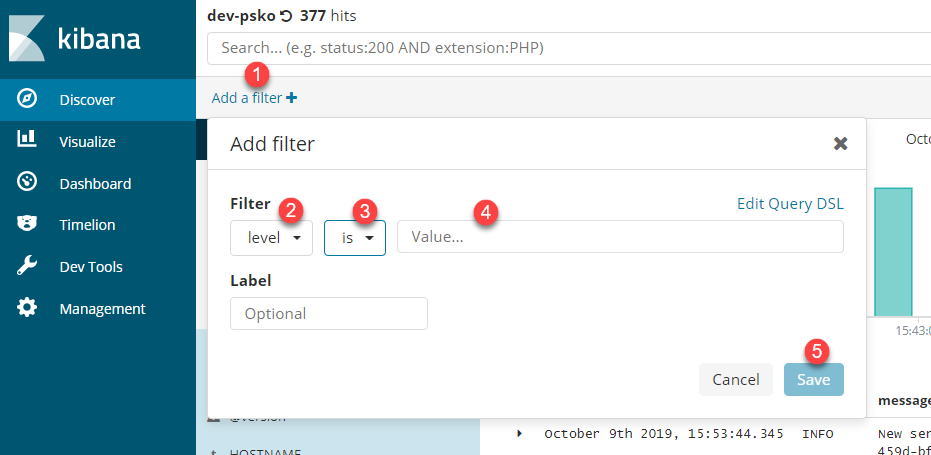 dev-psko 377 hits
kibana
Search... (e.g. status:200 AND extension:PHP)
1
Add a filter +
Discover
Visualize
Dashboard
Timelion
Dev Tools
Management
Add filter
Filter
2
3
4
Edit Query DSL
level
is
Value...
Label
Optional
5
Cancel
Save
Octo
15:43:0
@version
HOSTNAME
message
October 9th 2019, 15:53:44.345 INFO New sen
459d-bf